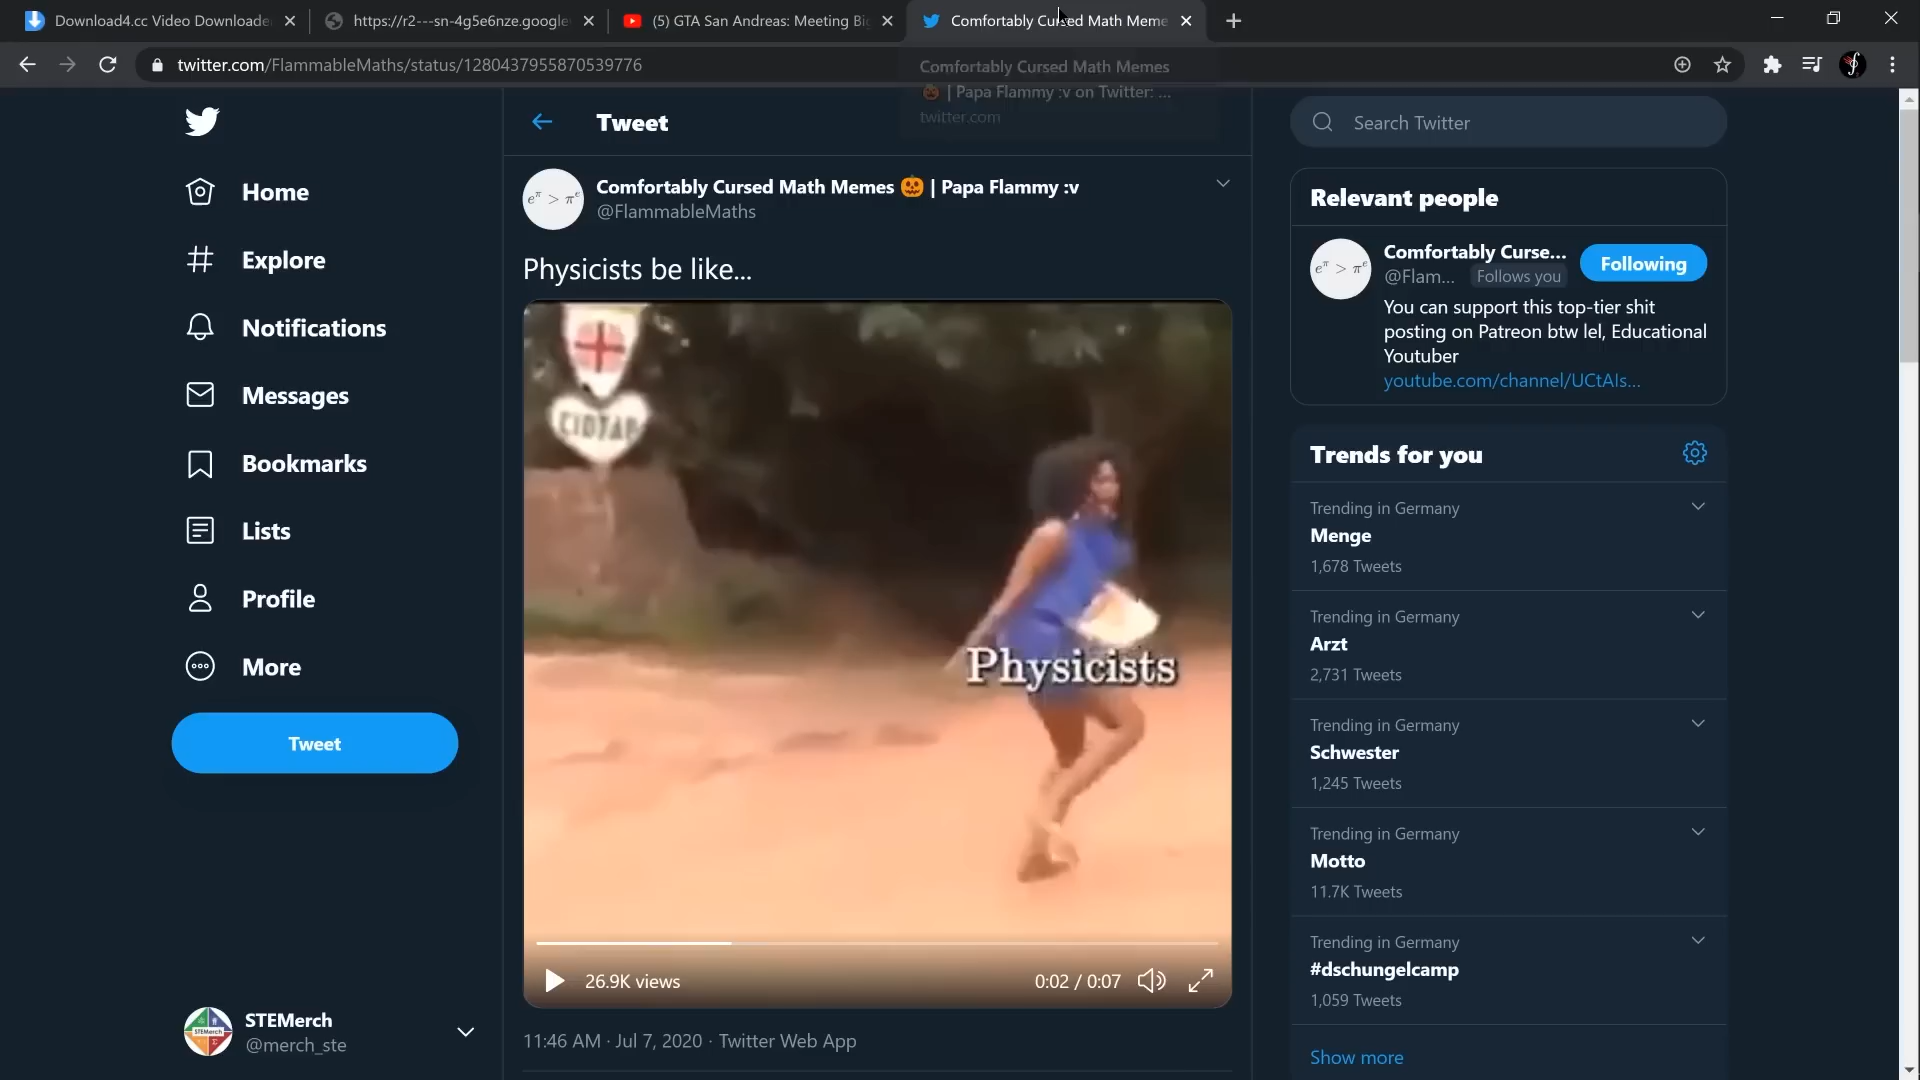 Download4.cc Video Downloade
https://r2---sn-4g5e6nze.google
(5) GTA San Andreas: Meeting Bi
Comfortably Cursed Math Meme
twitter.com/FlammableMaths/status/1280437955870539776
Comfortably Cursed Math Memes
🎃 | Papa Flammy :v on Twitter: ...
twitter.com
Home
Explore
Notifications
Messages
Bookmarks
Lists
Profile
More
Tweet
STEMerch
@merch_ste
Tweet
e^π > π^e
Comfortably Cursed Math Memes 🎃 | Papa Flammy :v
@FlammableMaths
Physicists be like...
Physicists
26.9K views
0:02 / 0:07
11:46 AM · Jul 7, 2020 · Twitter Web App
Search Twitter
Relevant people
e^π > π^e
Comfortably Curse...
@Flam... Follows you
Following
You can support this top-tier shit
posting on Patreon btw lel, Educational
Youtuber
youtube.com/channel/UCtAIs...
Trends for you
Trending in Germany
Menge
1,678 Tweets
Trending in Germany
Arzt
2,731 Tweets
Trending in Germany
Schwester
1,245 Tweets
Trending in Germany
Motto
11.7K Tweets
Trending in Germany
#dschungelcamp
1,059 Tweets
Show more